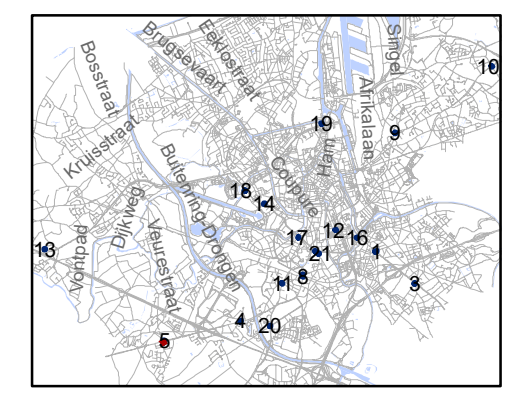 Brugsevaart
Eeklostraat
Singel
Bosstraat
10
Afrikalaan
19
9
Kruisstraat
Ham
Buitenring-Drongen
Coupure
18
14
Dijkweg
12
17
16
1
13
21
Vontpad
Veurestraat
8
11
3
4
20
5